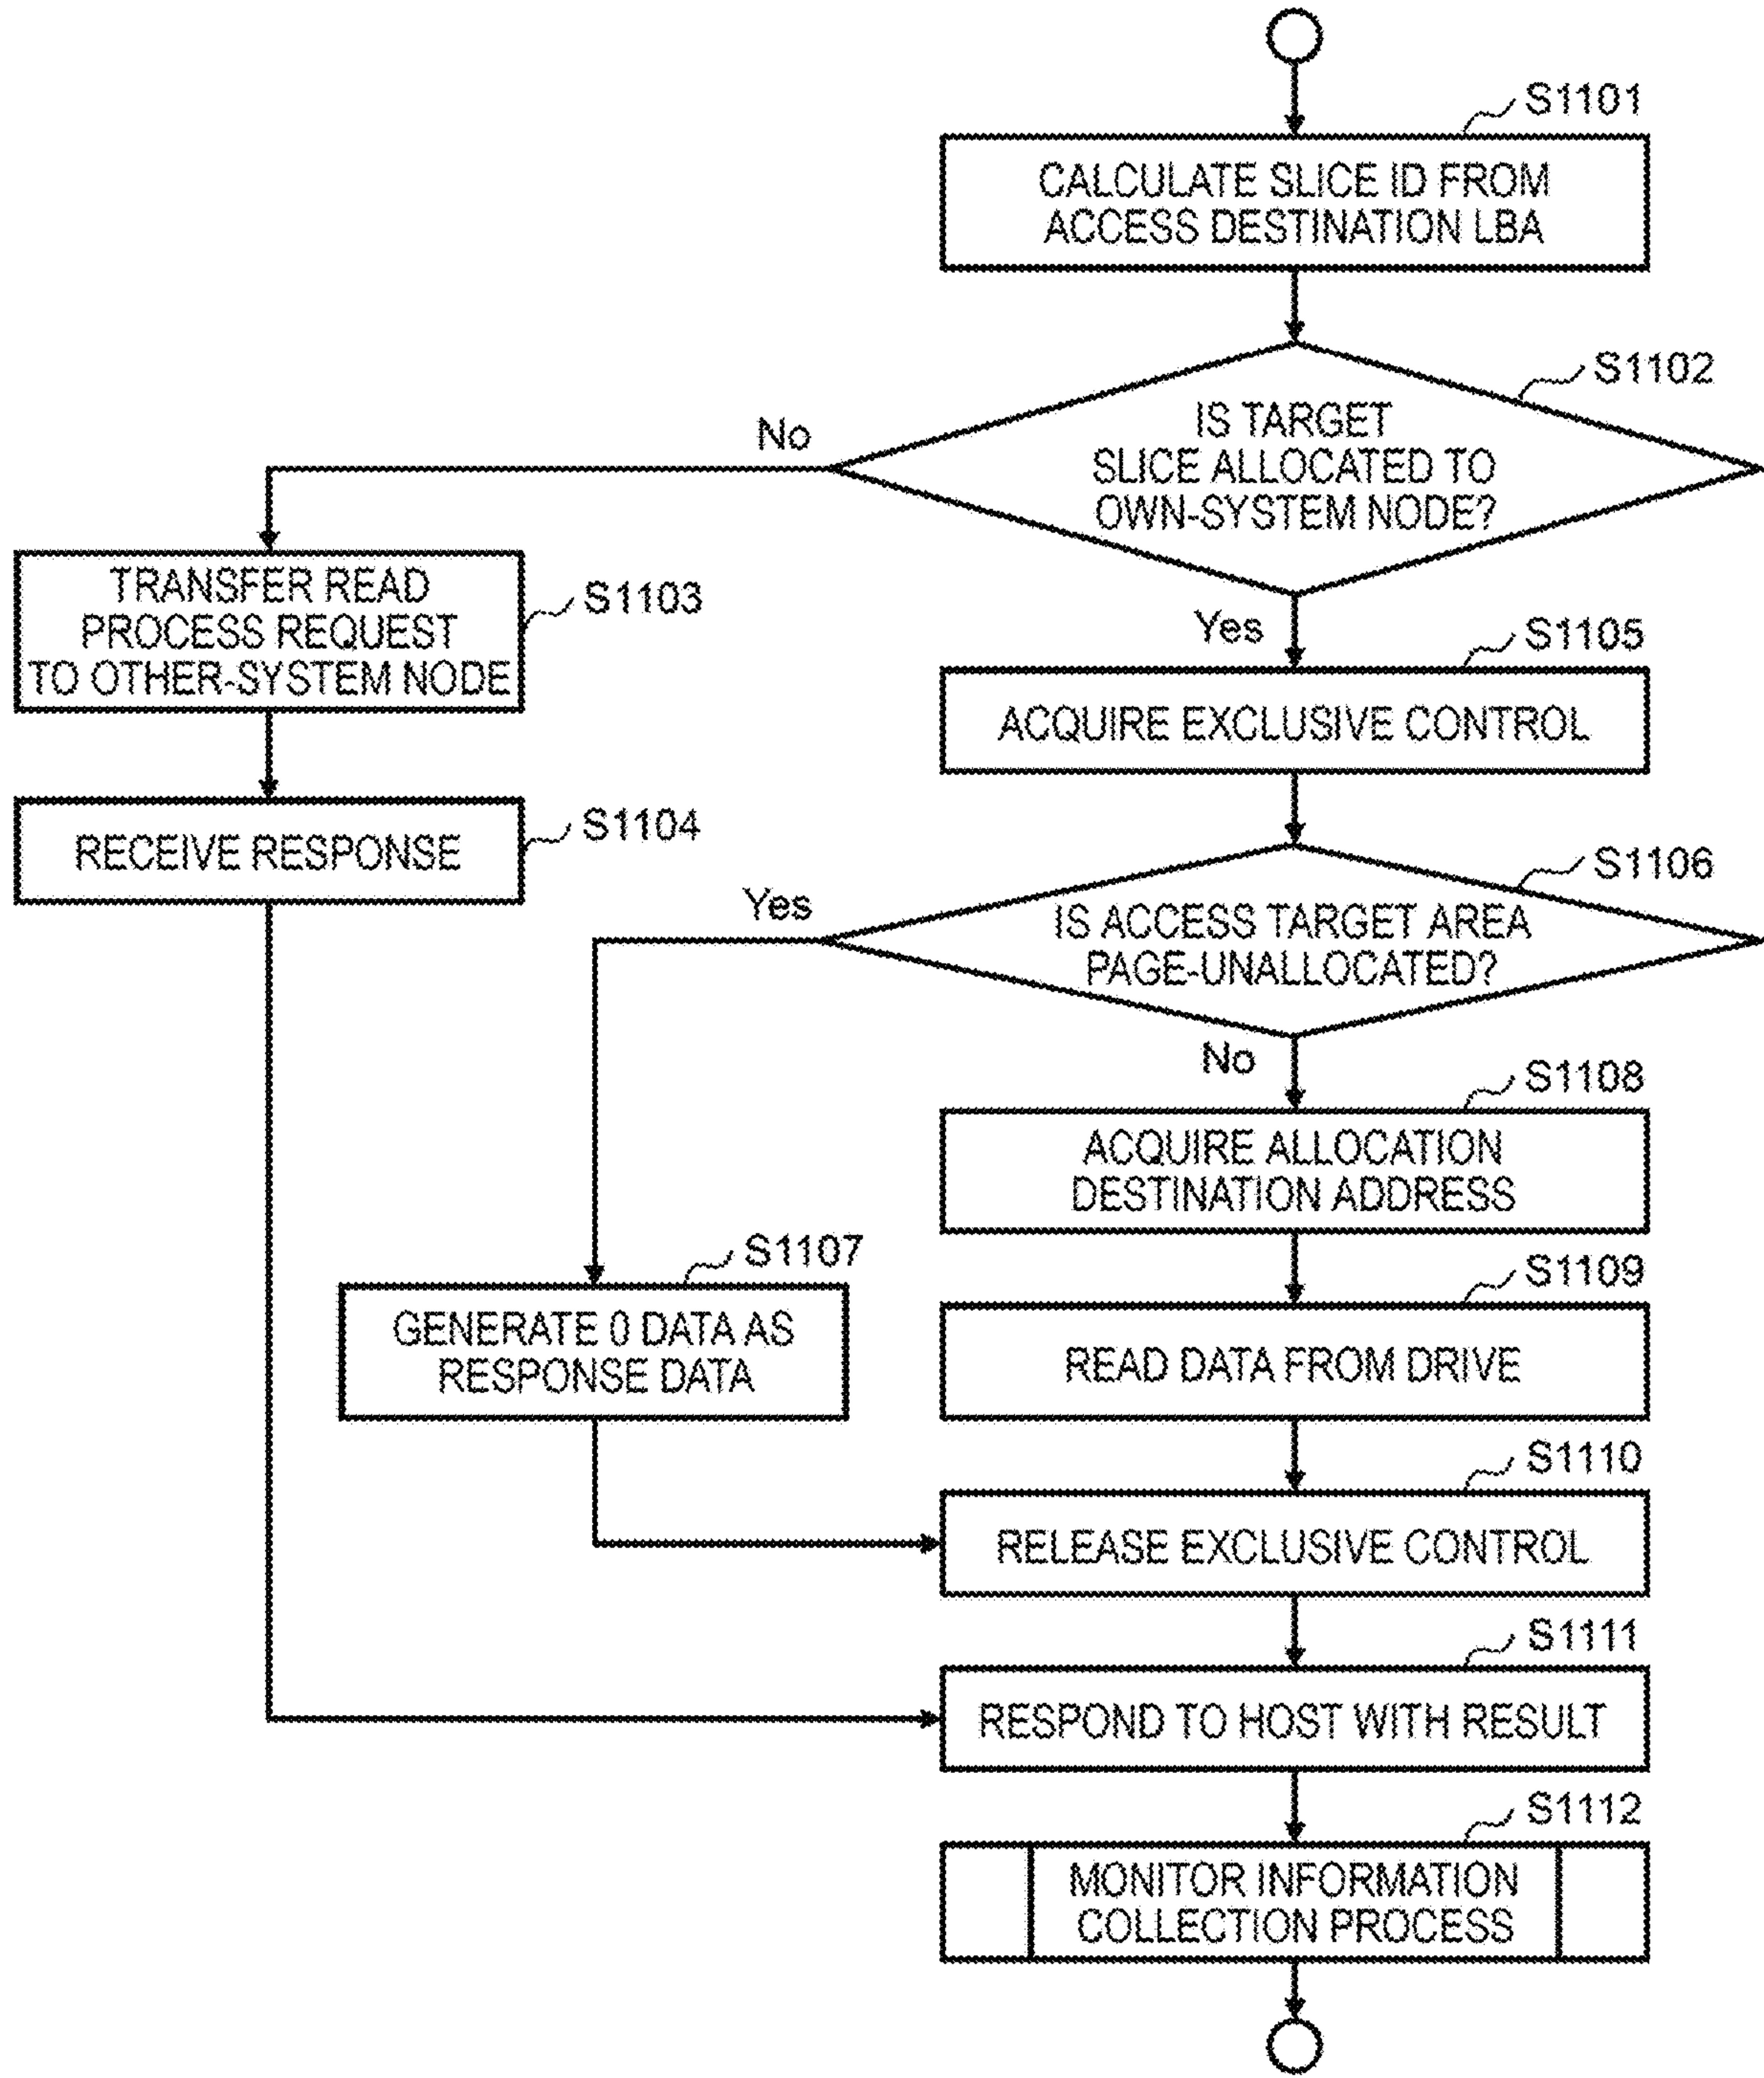 S1101
CALCULATE SLICE ID FROM
ACCESS DESTINATION LBA
S1102
IS TARGET
SLICE ALLOCATED TO
OWN-SYSTEM NODE?
No
Yes
TRANSFER READ
PROCESS REQUEST
TO OTHER-SYSTEM NODE
S1103
S1105
ACQUIRE EXCLUSIVE CONTROL
RECEIVE RESPONSE
S1104
S1106
IS ACCESS TARGET AREA
PAGE-UNALLOCATED?
Yes
No
S1108
ACQUIRE ALLOCATION
DESTINATION ADDRESS
S1107
GENERATE 0 DATA AS
RESPONSE DATA
S1109
READ DATA FROM DRIVE
S1110
RELEASE EXCLUSIVE CONTROL
S1111
RESPOND TO HOST WITH RESULT
S1112
MONITOR INFORMATION
COLLECTION PROCESS